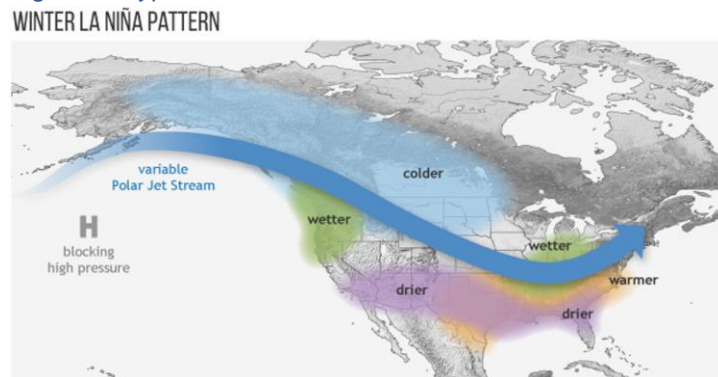 WINTER LA NIÑA PATTERN
variable
Polar Jet Stream
colder
H
blocking
high pressure
wetter
wetter
warmer
drier
drier